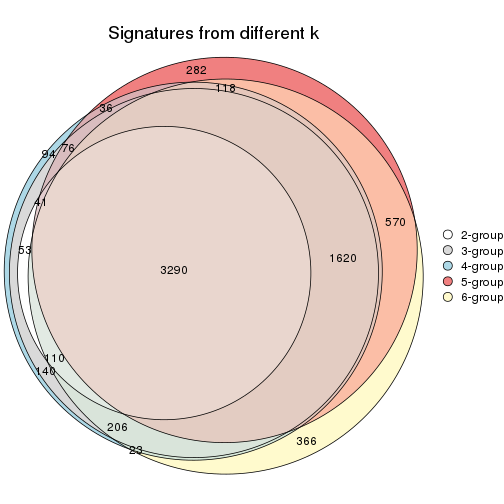 Signatures from different k
282
118
36
94
76
41
570
53
1620
3290
110
140
206
23
366
2-group
3-group
4-group
5-group
6-group